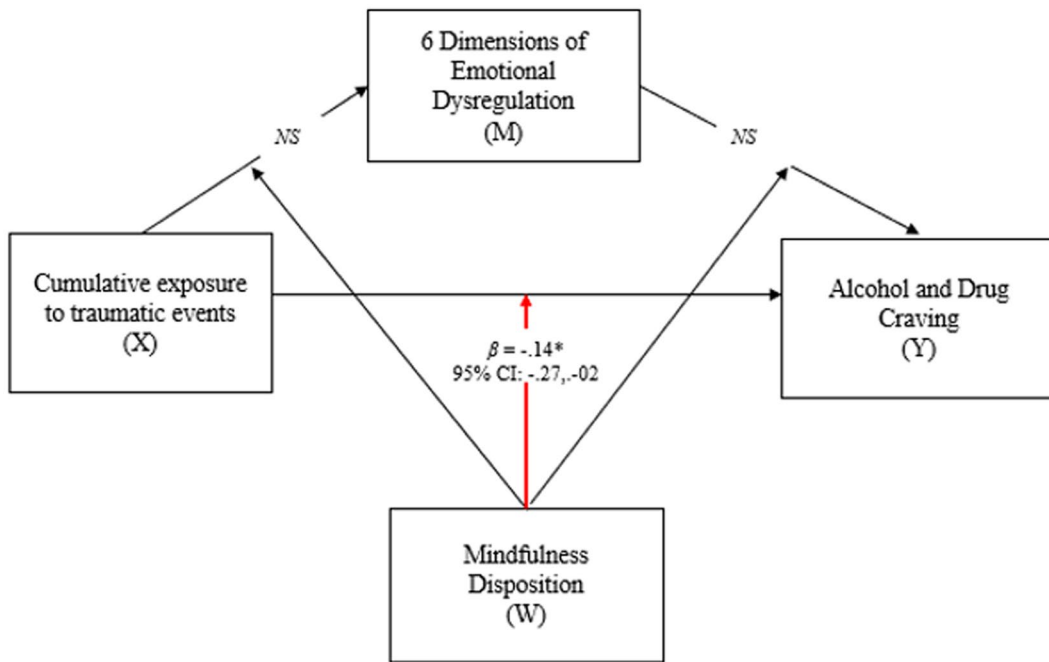 6 Dimensions of
Emotional
Dysregulation
(M)
NS
NS
Cumulative exposure
to traumatic events
(X)
Alcohol and Drug
Craving
(Y)
β = -.14*
95% CI: -.27,.-02
Mindfulness
Disposition
(W)